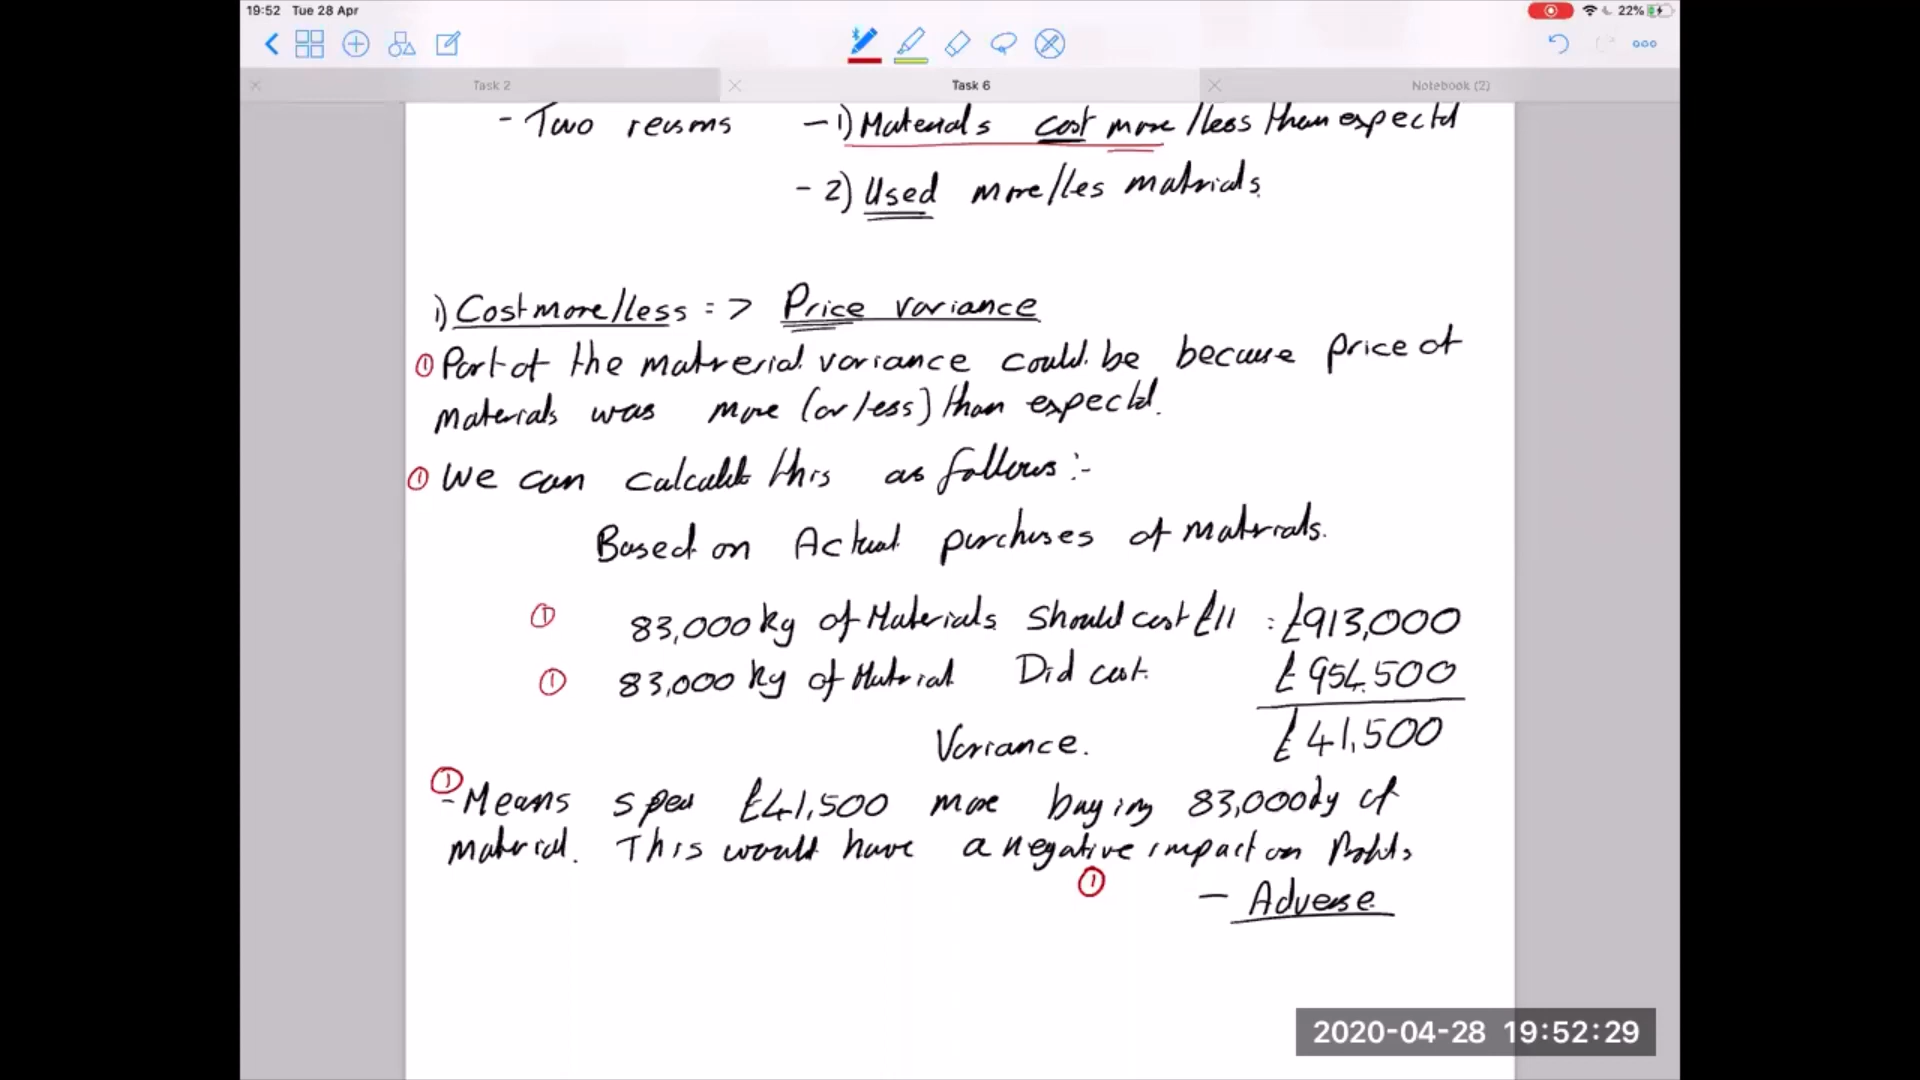 19:52 Tue 28 Apr 22%
Task 2 Task 6 Notebook (2)
- Two reasons - 1) Materials cost more/less than expectd
- 2) Used more/les materials.
1) Cost more/less => Price variance
① Part of the matrerial variance could be because price of
materials was more (or less) than expectd.
① We can calculate this as follows :-
Based on Actual purchases of materials.
① 83,000kg of Materials Should cost £11 : £913,000
① 83,000 kg of Material Did cost. £954,500
Variance. £41,500
① - Means £41,500 more buying 83,000kg of
material. This would have a negative impact on Profits
① - Adverse
2020-04-28 19:52:29